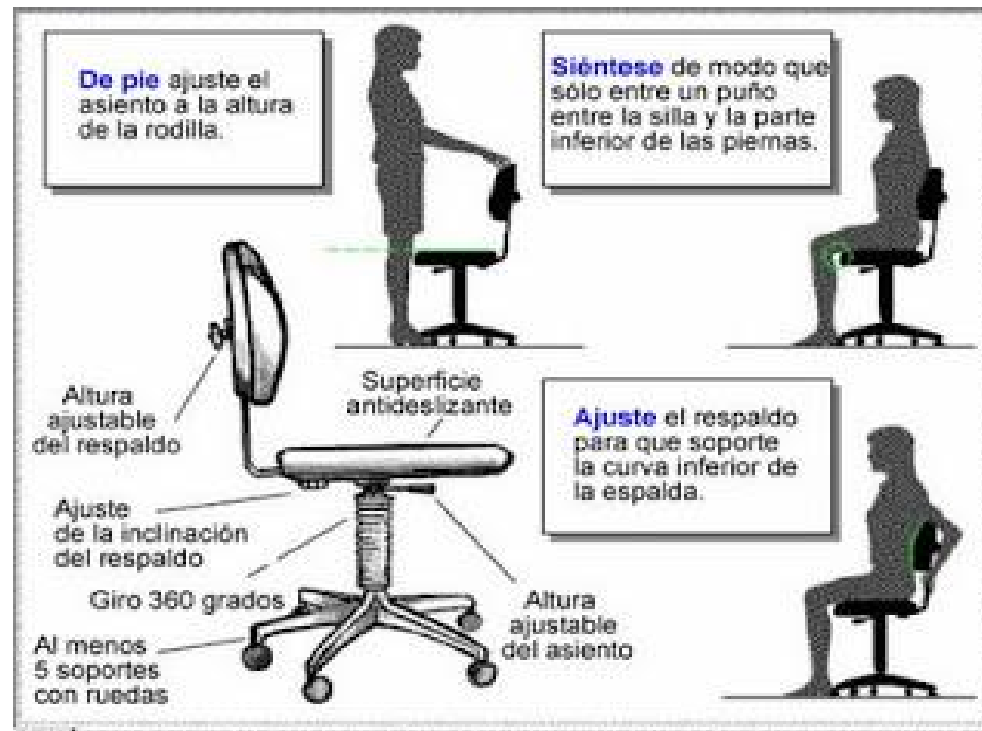 De pie ajuste el
asiento a la altura
de la rodilla.
Siéntese de modo que
sólo entre un puño
entre la silla y la parte
inferior de las piernas.
Altura
ajustable
del respaldo
Superficie
antideslizante
Ajuste el respaldo
para que soporte
la curva inferior de
la espalda.
Ajuste
de la inclinación
del respaldo
Giro 360 grados
Altura
ajustable
del asiento
Al menos
5 soportes
con ruedas